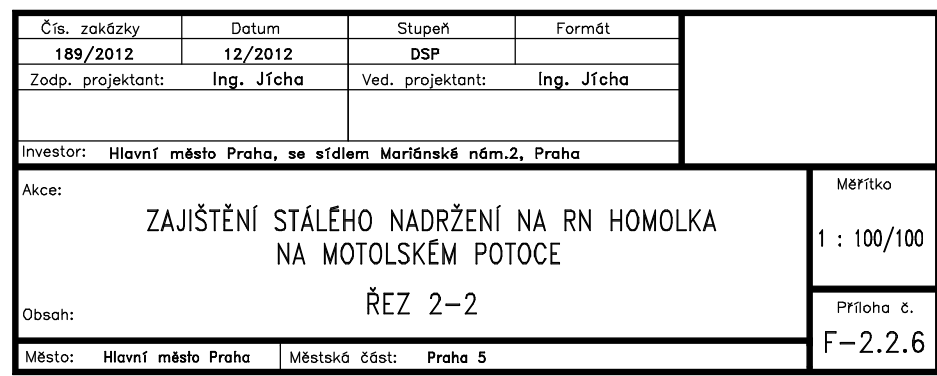 Čís. zakázky Datum Stupeň Formát
189/2012 12/2012 DSP
Zodp. projektant: Ing. Jícha Ved. projektant: Ing. Jícha
Investor: Hlavní město Praha, se sídlem Mariánské nám.2, Praha
Akce:
Měřítko
ZAJIŠTĚNÍ STÁLÉHO NADRŽENÍ NA RN HOMOLKA
NA MOTOLSKÉM POTOCE
1 : 100/100
ŘEZ 2-2
Obsah:
Příloha č.
F-2.2.6
Město: Hlavní město Praha Městská část: Praha 5